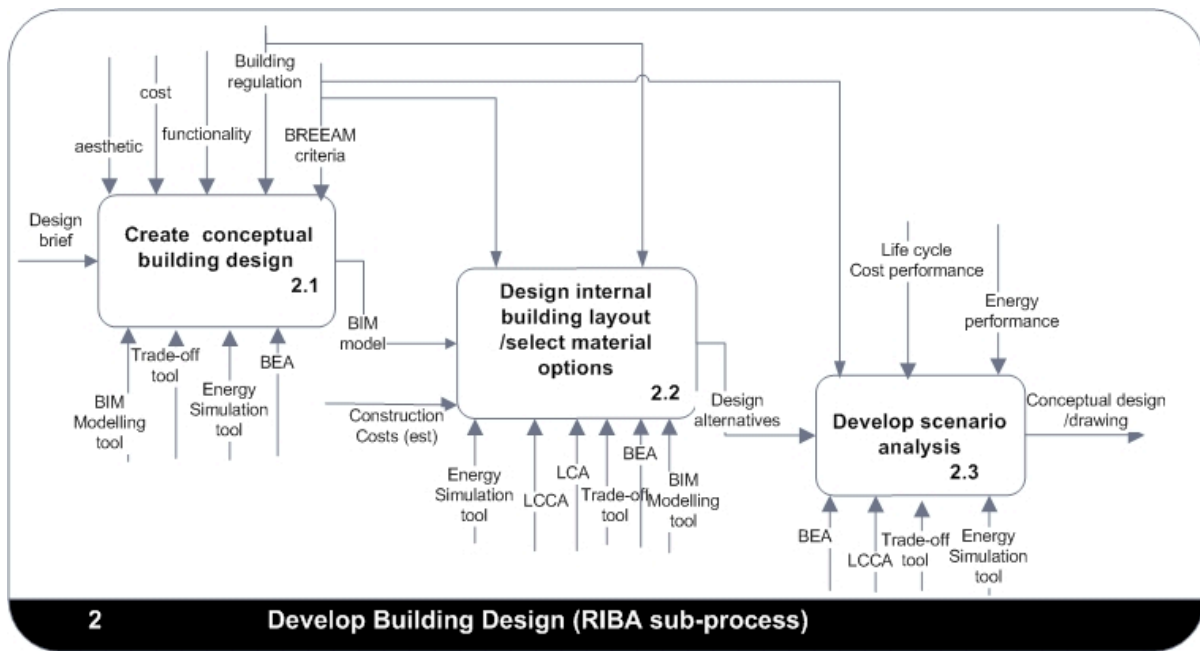 Building
regulation
cost
functionality
aesthetic
BREEAM
criteria
Design
brief
Create conceptual
building design
2.1
BIM
model
Trade-off
tool
BEA
BIM
Modelling
tool
Energy
Simulation
tool
Construction
Costs (est)
Design internal
building layout
/select material
options
2.2
Energy
Simulation
tool
LCCA
LCA
Trade-off
tool
BEA
BIM
Modelling
tool
Design
alternatives
Life cycle
Cost performance
Energy
performance
Develop scenario
analysis
2.3
Conceptual design
/drawing
BEA
LCCA
Trade-off
tool
Energy
Simulation
tool
2 Develop Building Design (RIBA sub-process)